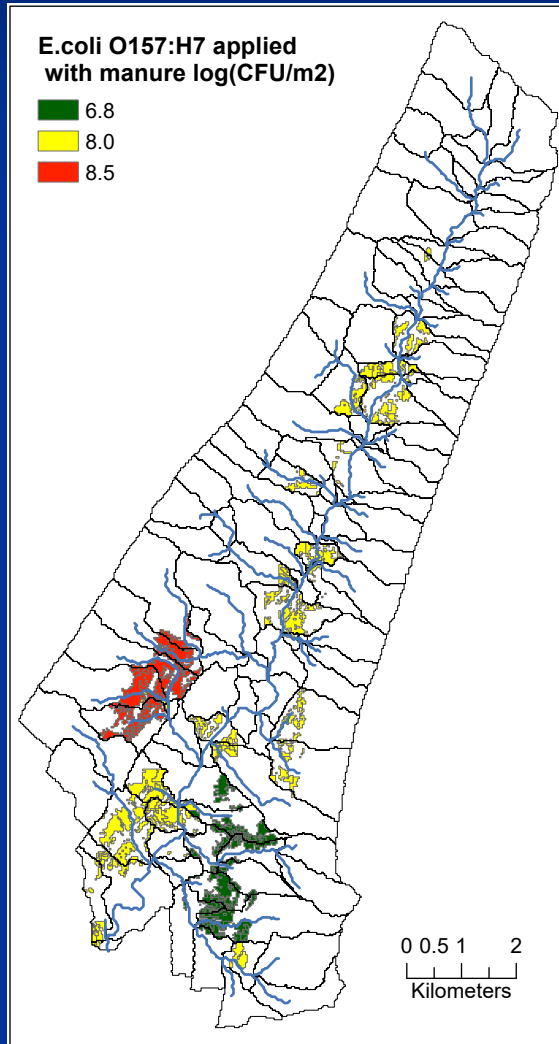 E.coli O157:H7 applied
with manure log(CFU/m2)
6.8
8.0
8.5
0 0.5 1 2
Kilometers